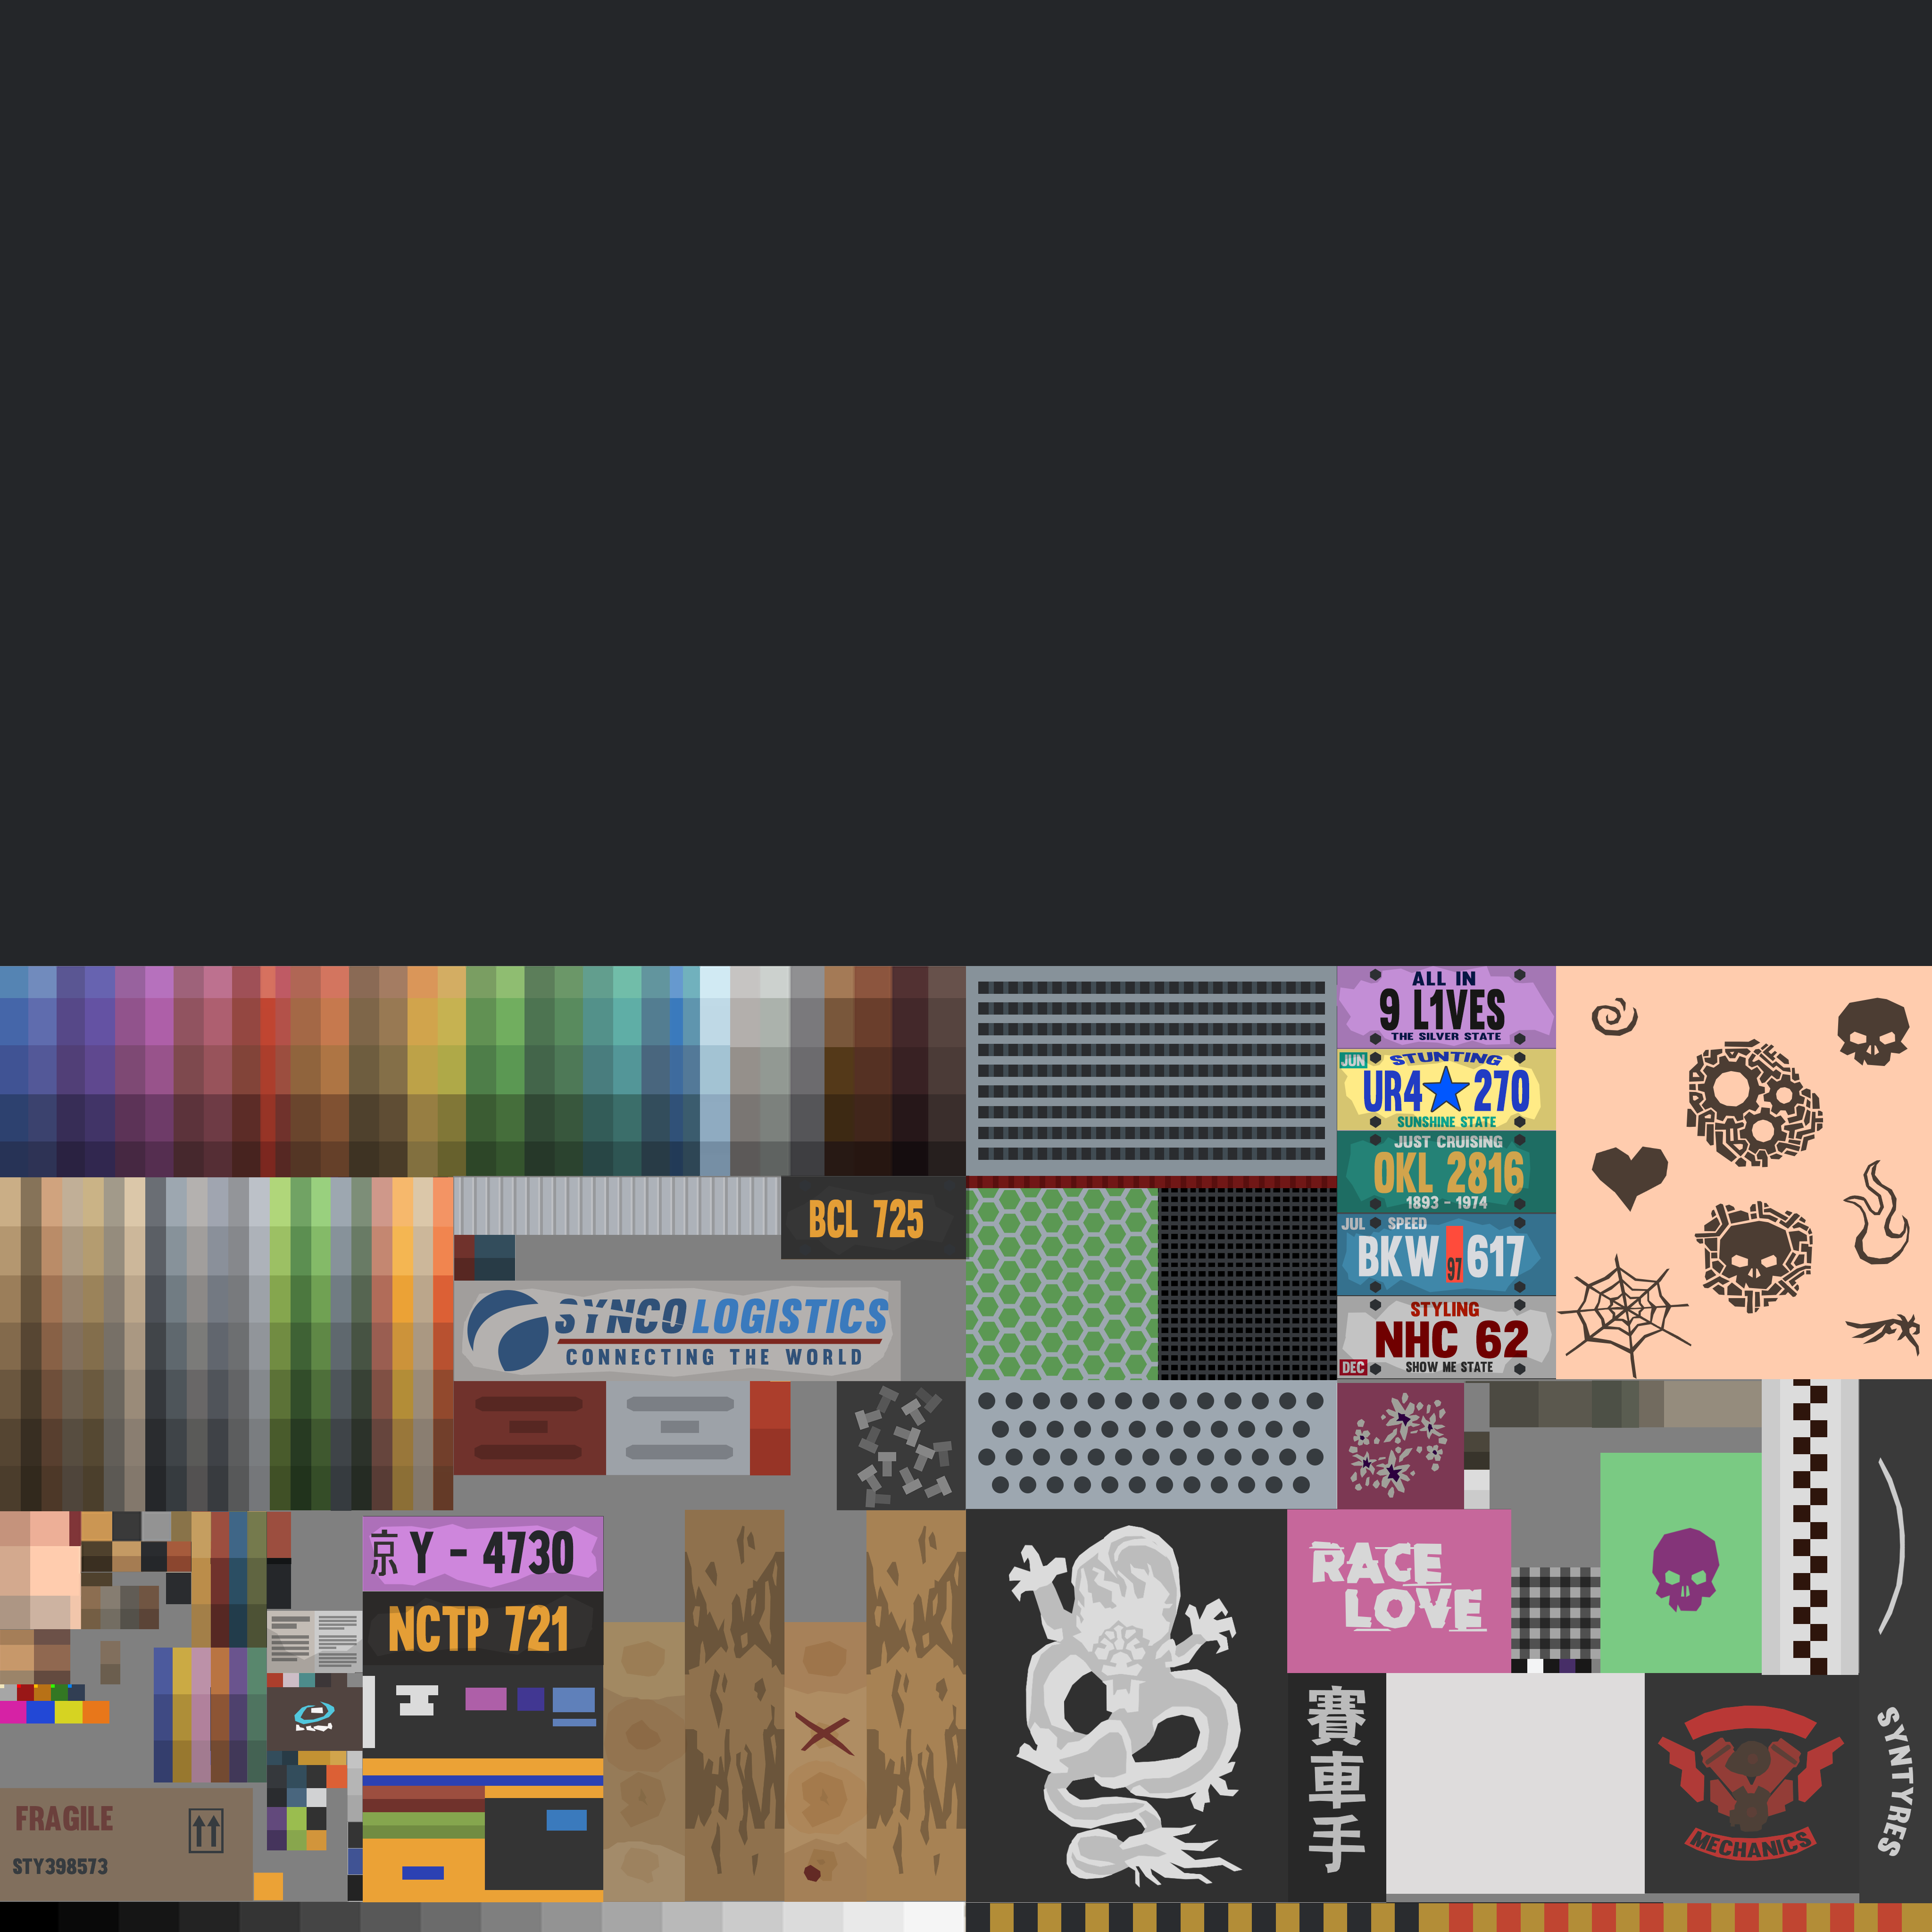 ALL IN
9 L1VES
THE SILVER STATE
JUN
STUNTING
UR4★270
SUNSHINE STATE
JUST CRUISING
OKL 2816
1893 - 1974
JUL SPEED
BKW 97 617
STYLING
NHC 62
DEC SHOW ME STATE
BCL 725
SYNCO LOGISTICS
CONNECTING THE WORLD
京 Y - 4730
NCTP 721
RACE
LOVE
賽
車
手
MECHANICS
SYNTYRES
FRAGILE
STY398573